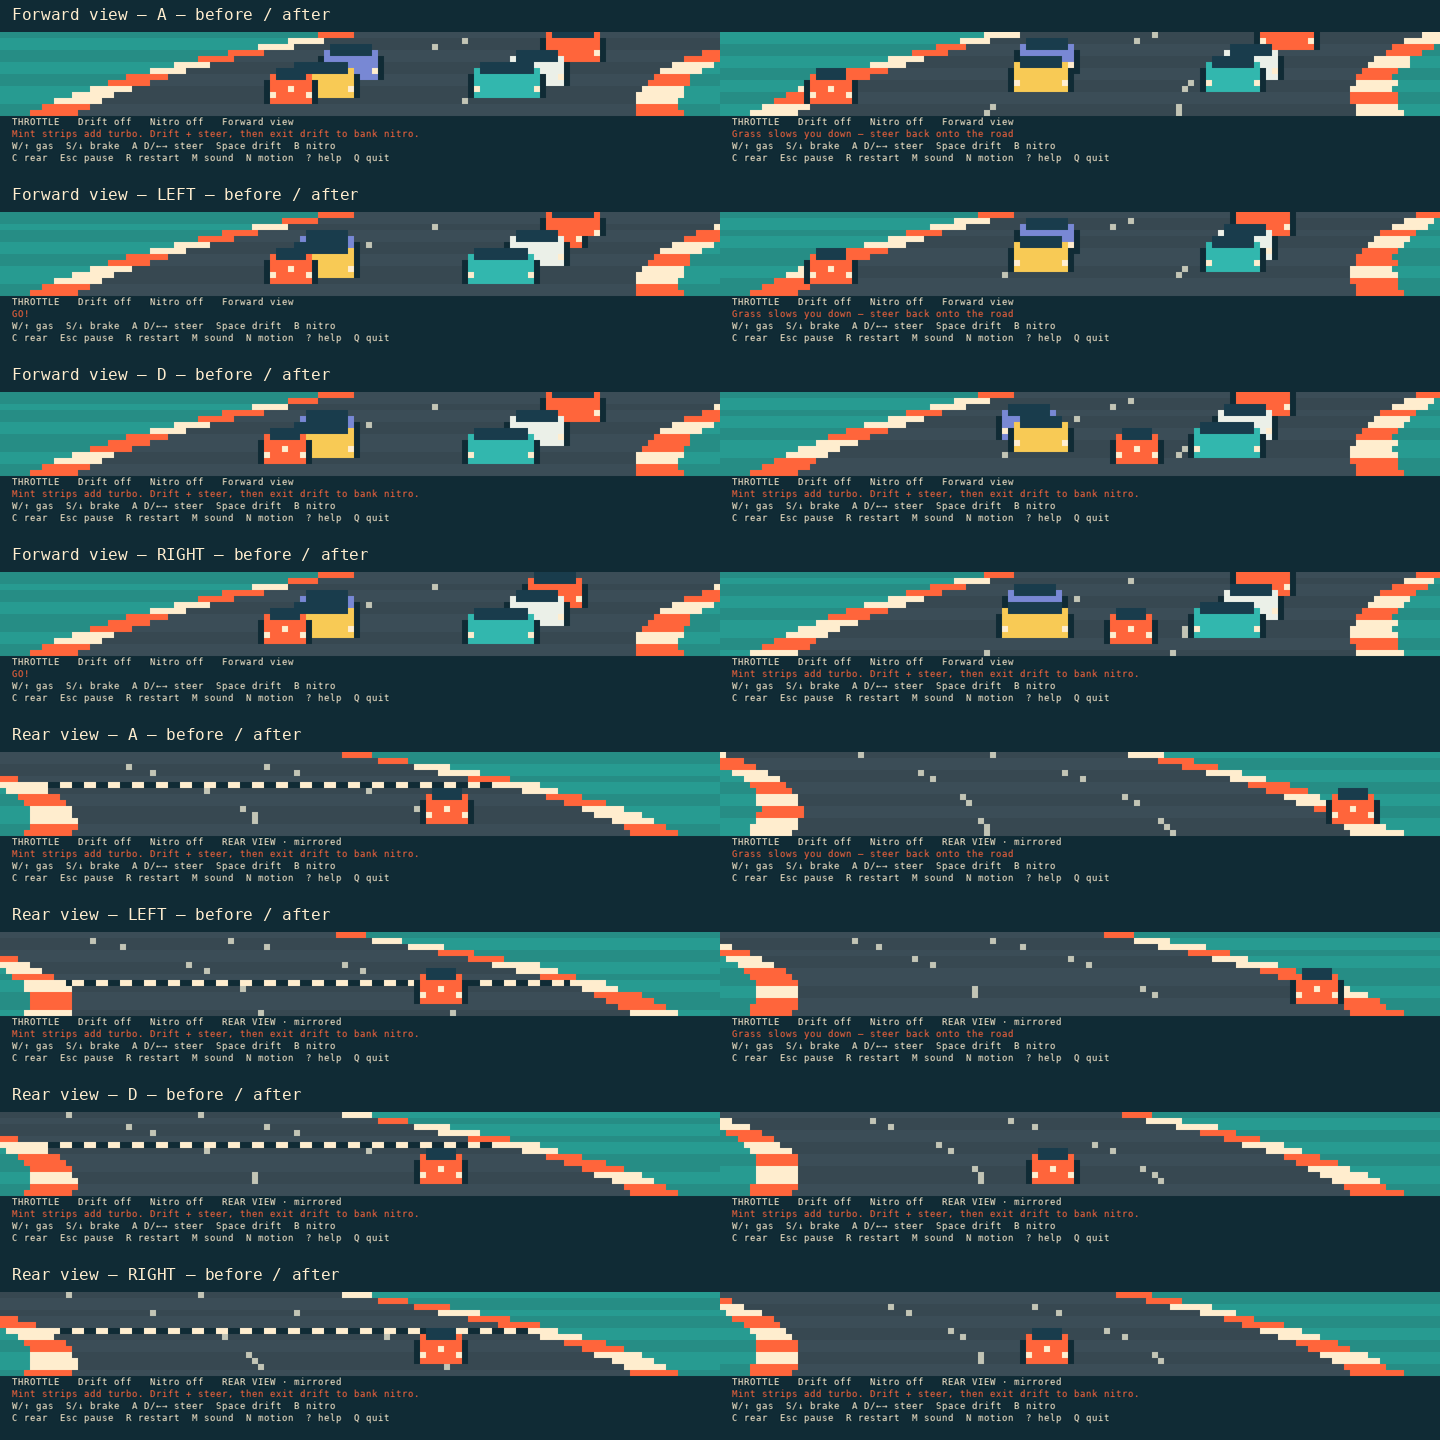 Forward view — A — before / after
THROTTLE Drift off Nitro off Forward view
Mint strips add turbo. Drift + steer, then exit drift to bank nitro.
W/↑ gas S/↓ brake A D/←→ steer Space drift B nitro
C rear Esc pause R restart M sound N motion ? help Q quit
THROTTLE Drift off Nitro off Forward view
Grass slows you down — steer back onto the road
W/↑ gas S/↓ brake A D/←→ steer Space drift B nitro
C rear Esc pause R restart M sound N motion ? help Q quit
Forward view — LEFT — before / after
THROTTLE Drift off Nitro off Forward view
GO!
W/↑ gas S/↓ brake A D/←→ steer Space drift B nitro
C rear Esc pause R restart M sound N motion ? help Q quit
THROTTLE Drift off Nitro off Forward view
Grass slows you down — steer back onto the road
W/↑ gas S/↓ brake A D/←→ steer Space drift B nitro
C rear Esc pause R restart M sound N motion ? help Q quit
Forward view — D — before / after
THROTTLE Drift off Nitro off Forward view
Mint strips add turbo. Drift + steer, then exit drift to bank nitro.
W/↑ gas S/↓ brake A D/←→ steer Space drift B nitro
C rear Esc pause R restart M sound N motion ? help Q quit
THROTTLE Drift off Nitro off Forward view
Mint strips add turbo. Drift + steer, then exit drift to bank nitro.
W/↑ gas S/↓ brake A D/←→ steer Space drift B nitro
C rear Esc pause R restart M sound N motion ? help Q quit
Forward view — RIGHT — before / after
THROTTLE Drift off Nitro off Forward view
GO!
W/↑ gas S/↓ brake A D/←→ steer Space drift B nitro
C rear Esc pause R restart M sound N motion ? help Q quit
THROTTLE Drift off Nitro off Forward view
Mint strips add turbo. Drift + steer, then exit drift to bank nitro.
W/↑ gas S/↓ brake A D/←→ steer Space drift B nitro
C rear Esc pause R restart M sound N motion ? help Q quit
Rear view — A — before / after
THROTTLE Drift off Nitro off REAR VIEW · mirrored
Mint strips add turbo. Drift + steer, then exit drift to bank nitro.
W/↑ gas S/↓ brake A D/←→ steer Space drift B nitro
C rear Esc pause R restart M sound N motion ? help Q quit
THROTTLE Drift off Nitro off REAR VIEW · mirrored
Grass slows you down — steer back onto the road
W/↑ gas S/↓ brake A D/←→ steer Space drift B nitro
C rear Esc pause R restart M sound N motion ? help Q quit
Rear view — LEFT — before / after
THROTTLE Drift off Nitro off REAR VIEW · mirrored
Mint strips add turbo. Drift + steer, then exit drift to bank nitro.
W/↑ gas S/↓ brake A D/←→ steer Space drift B nitro
C rear Esc pause R restart M sound N motion ? help Q quit
THROTTLE Drift off Nitro off REAR VIEW · mirrored
Grass slows you down — steer back onto the road
W/↑ gas S/↓ brake A D/←→ steer Space drift B nitro
C rear Esc pause R restart M sound N motion ? help Q quit
Rear view — D — before / after
THROTTLE Drift off Nitro off REAR VIEW · mirrored
Mint strips add turbo. Drift + steer, then exit drift to bank nitro.
W/↑ gas S/↓ brake A D/←→ steer Space drift B nitro
C rear Esc pause R restart M sound N motion ? help Q quit
THROTTLE Drift off Nitro off REAR VIEW · mirrored
Mint strips add turbo. Drift + steer, then exit drift to bank nitro.
W/↑ gas S/↓ brake A D/←→ steer Space drift B nitro
C rear Esc pause R restart M sound N motion ? help Q quit
Rear view — RIGHT — before / after
THROTTLE Drift off Nitro off REAR VIEW · mirrored
Mint strips add turbo. Drift + steer, then exit drift to bank nitro.
W/↑ gas S/↓ brake A D/←→ steer Space drift B nitro
C rear Esc pause R restart M sound N motion ? help Q quit
THROTTLE Drift off Nitro off REAR VIEW · mirrored
Mint strips add turbo. Drift + steer, then exit drift to bank nitro.
W/↑ gas S/↓ brake A D/←→ steer Space drift B nitro
C rear Esc pause R restart M sound N motion ? help Q quit